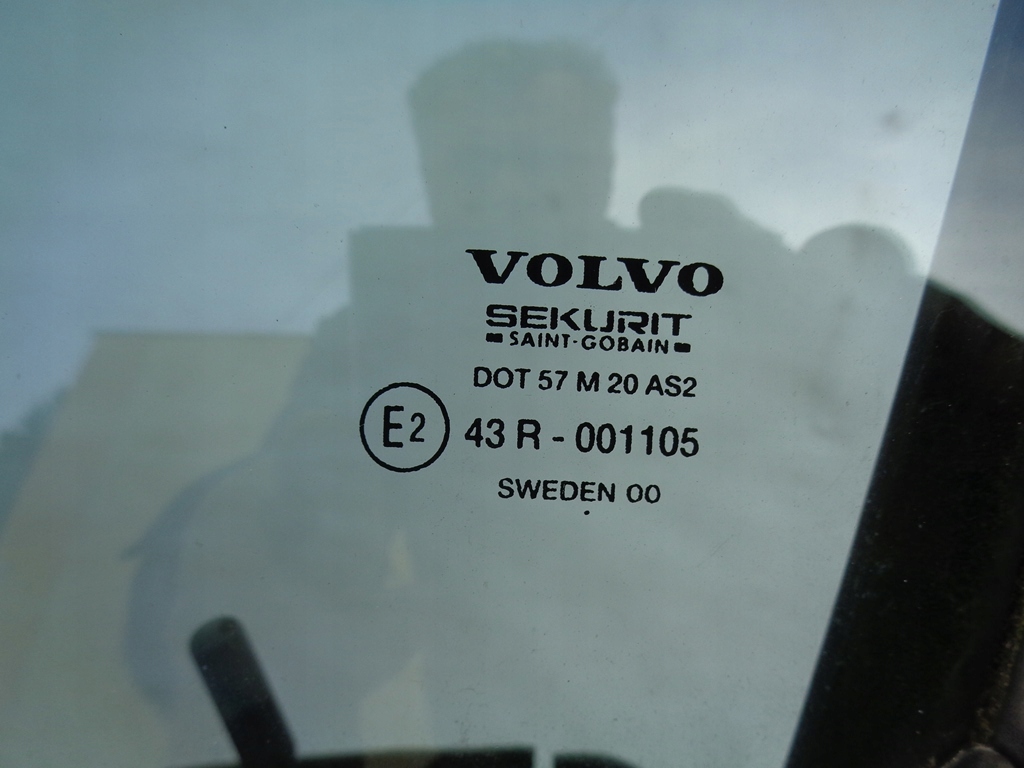 VOLVO
SEKURIT
SAINT-GOBAIN
DOT 57 M 20 AS2
E2 43 R - 001105
SWEDEN 00